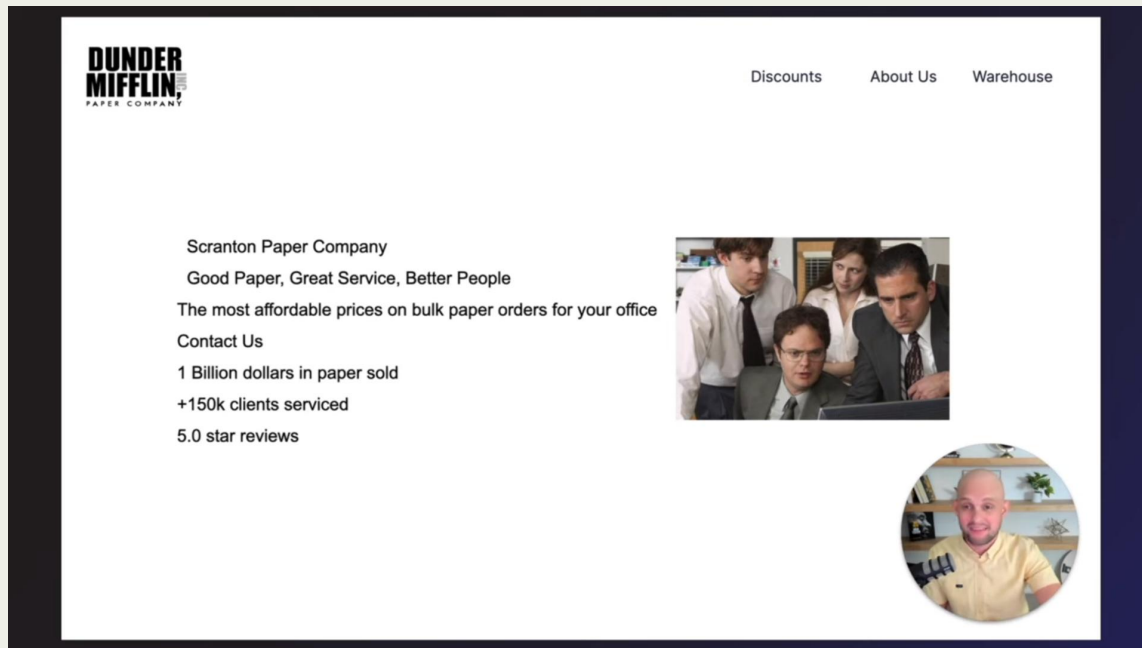 DUNDER
MIFFLIN, INC
PAPER COMPANY
Discounts About Us Warehouse
Scranton Paper Company
Good Paper, Great Service, Better People
The most affordable prices on bulk paper orders for your office
Contact Us
1 Billion dollars in paper sold
+150k clients serviced
5.0 star reviews